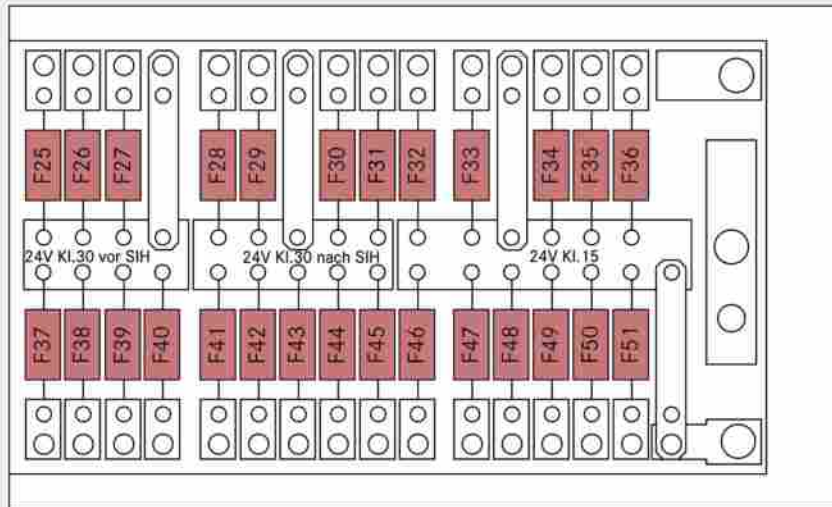 F25 F26 F27 F28 F29 F30 F31 F32 F33 F34 F35 F36
24V Kl.30 vor SIH 24V Kl.30 nach SIH 24V Kl.15
F37 F38 F39 F40 F41 F42 F43 F44 F45 F46 F47 F48 F49 F50 F51